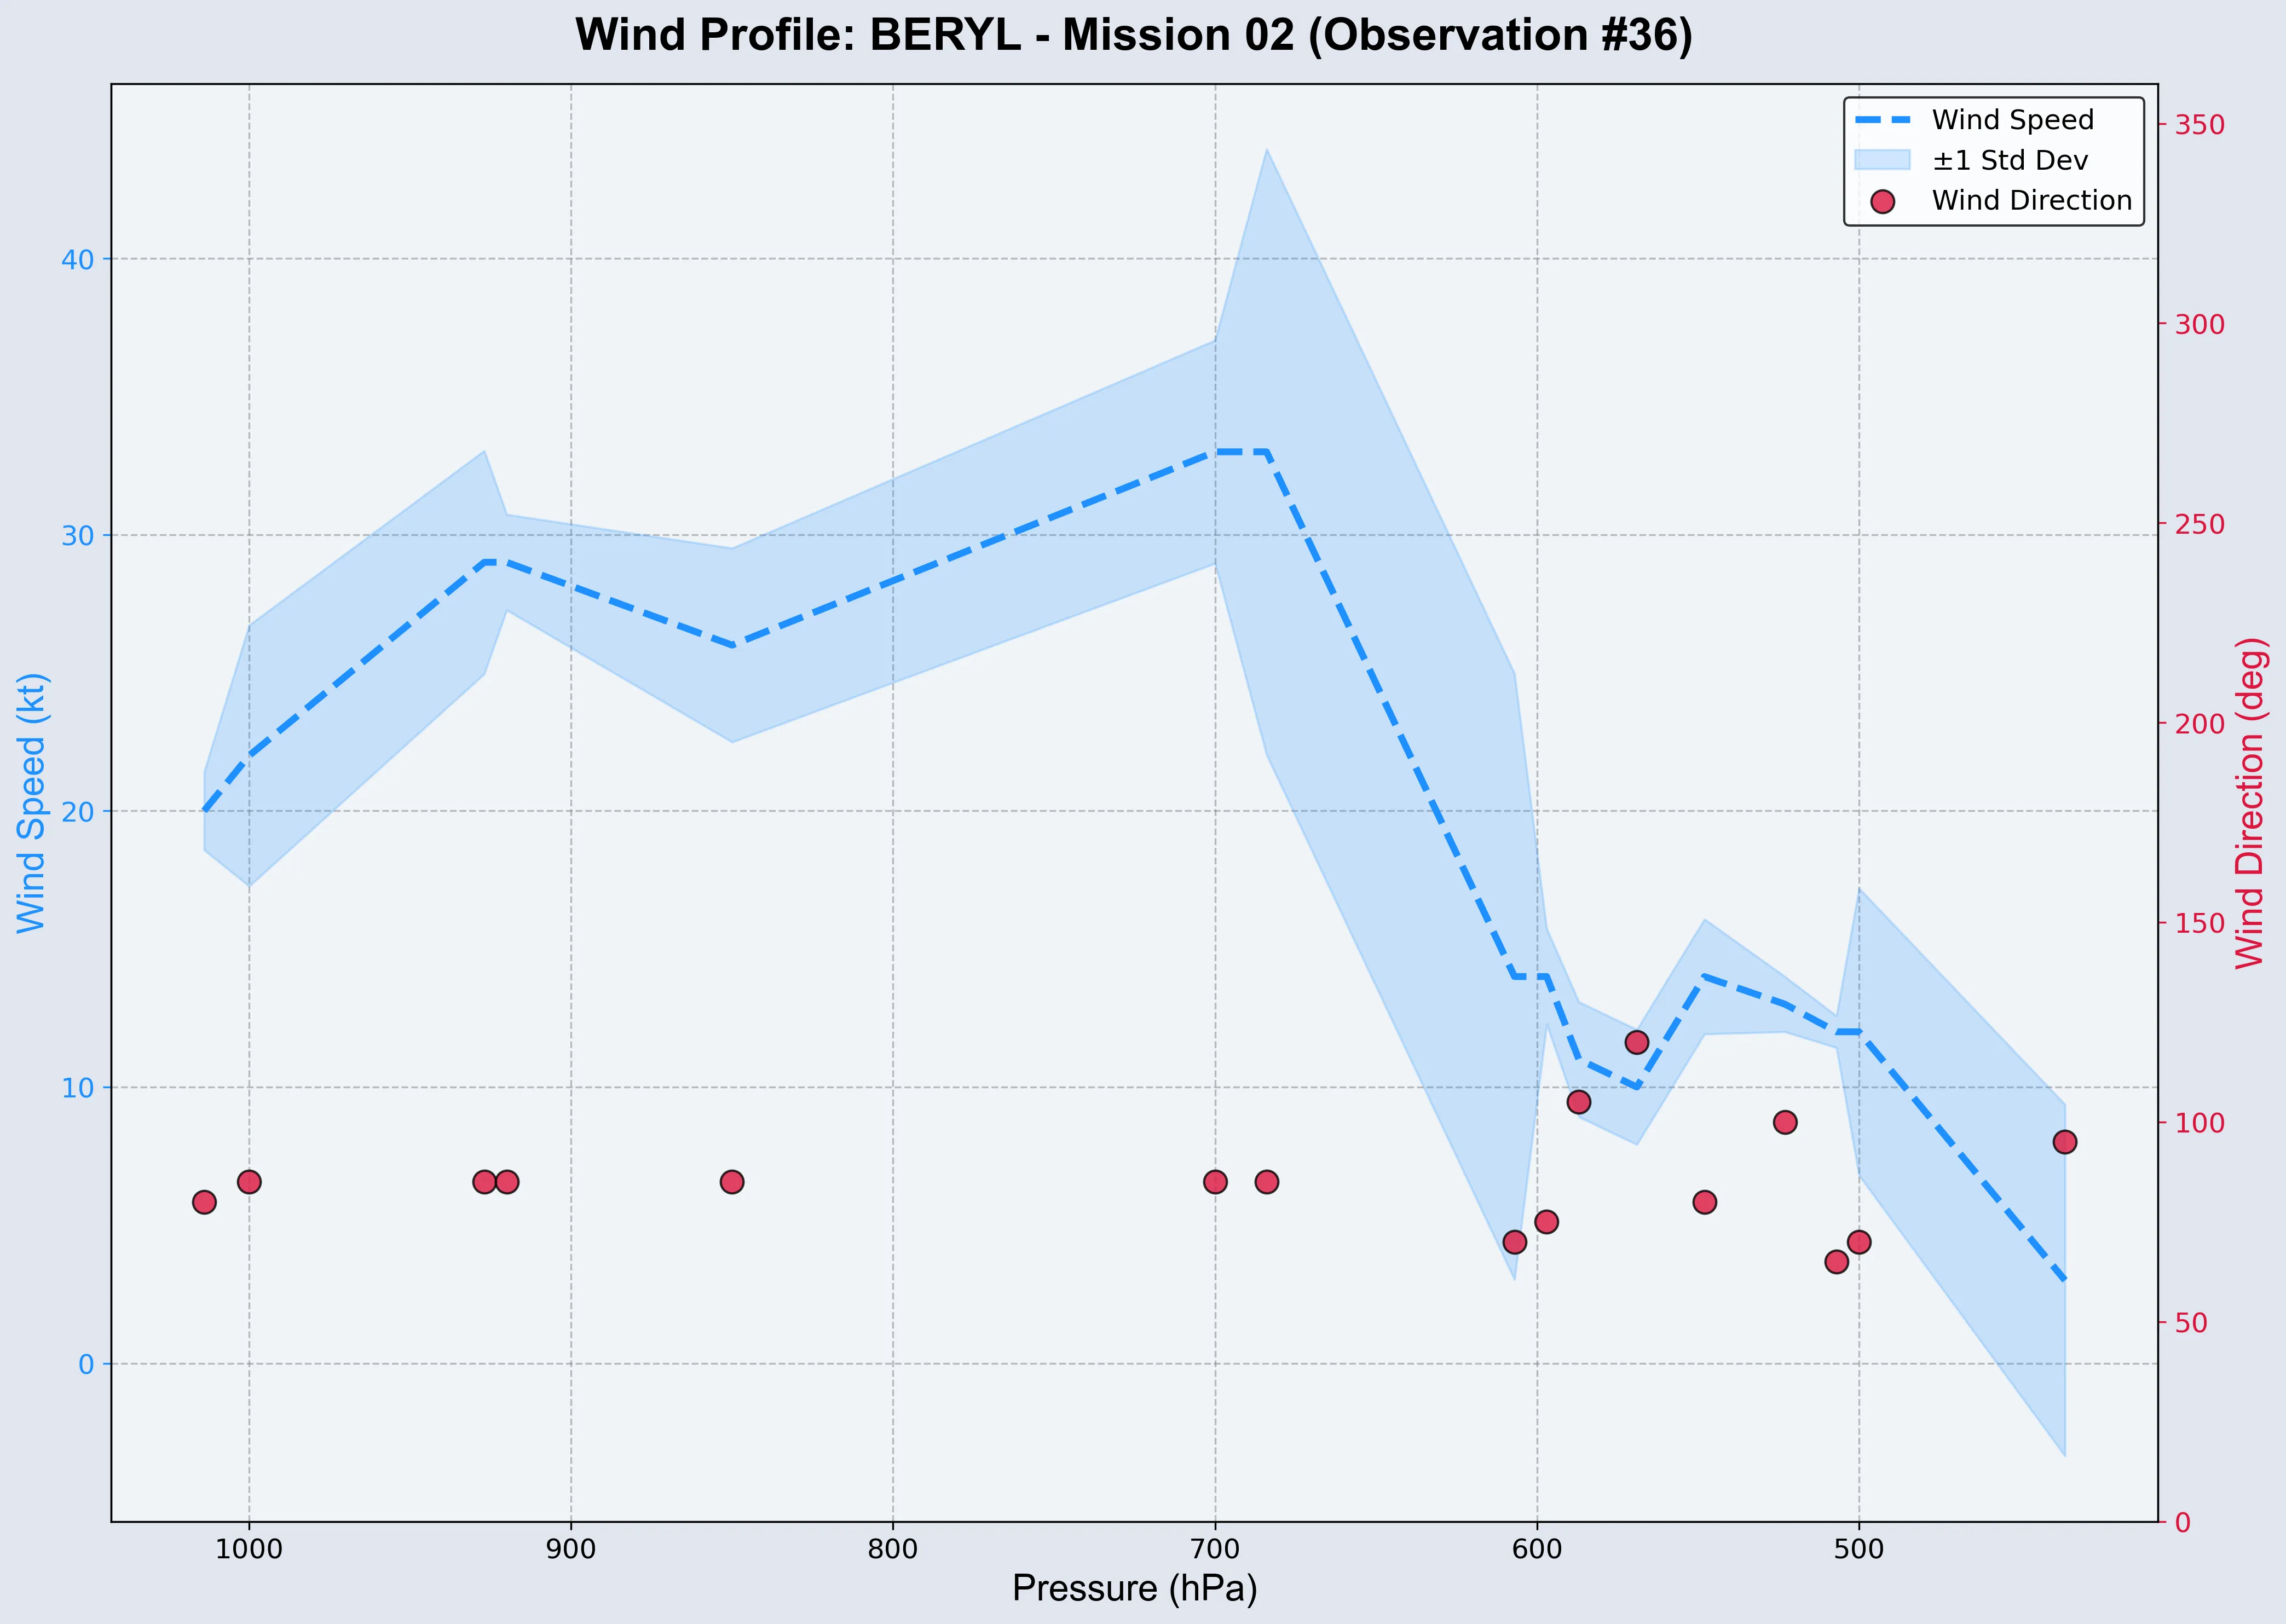 Wind Profile: BERYL - Mission 02 (Observation #36)
Wind Speed
±1 Std Dev
Wind Direction
Wind Speed (kt)
40
30
20
10
0
350
300
250
200
150
100
50
0
Wind Direction (deg)
1000 900 800 700 600 500
Pressure (hPa)